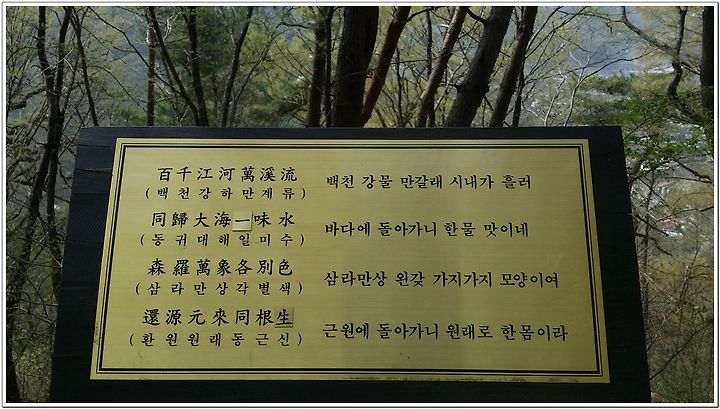 百千江河萬溪流 백천 강물 만갈래 시내가 흘러
(백천강하만계류)
同歸大海一味水 바다에 돌아가니 한물 맛이네
(동귀대해일미수)
森羅萬象各別色 삼라만상 왼갖 가지가지 모양이여
(삼라만상각별색)
還源元來同根生 근원에 돌아가니 원래로 한몸이라
(환원원래동근신)